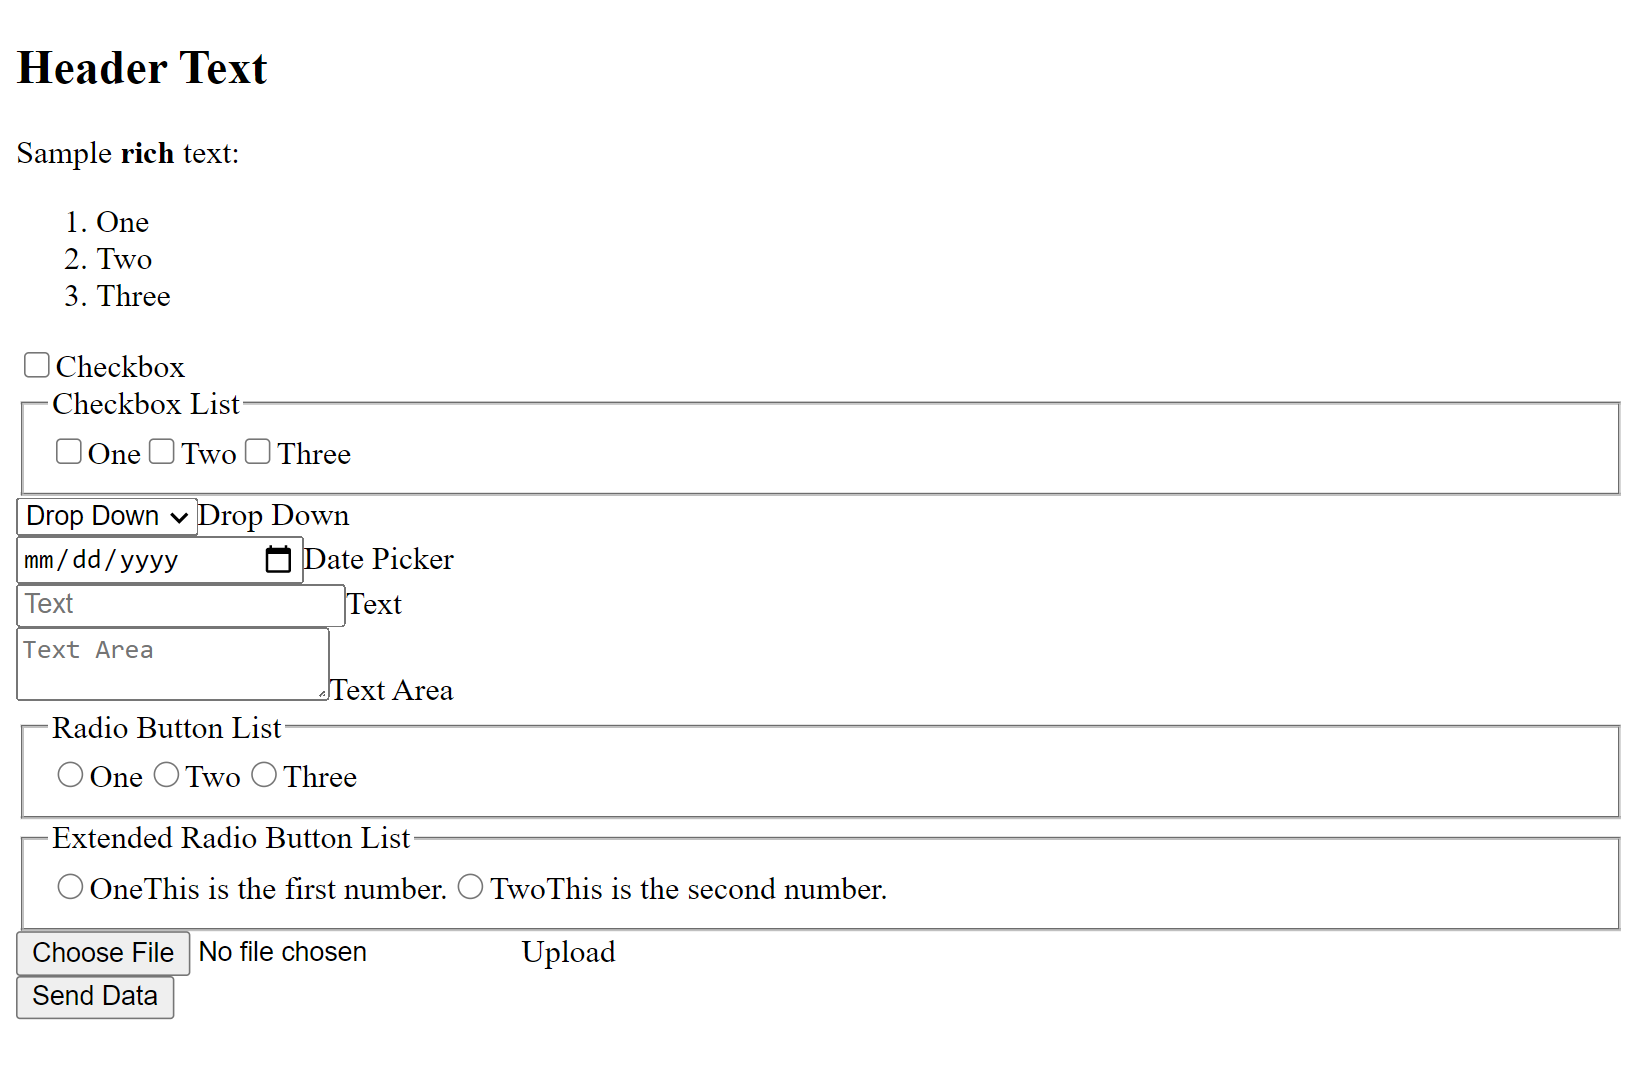 Header Text
Sample rich text:
1. One
2. Two
3. Three
Checkbox
Checkbox List
One Two Three
Drop Down Drop Down
mm/dd/yyyy Date Picker
Text Text
Text Area
Text Area
Radio Button List
One Two Three
Extended Radio Button List
OneThis is the first number. TwoThis is the second number.
Choose File No file chosen Upload
Send Data